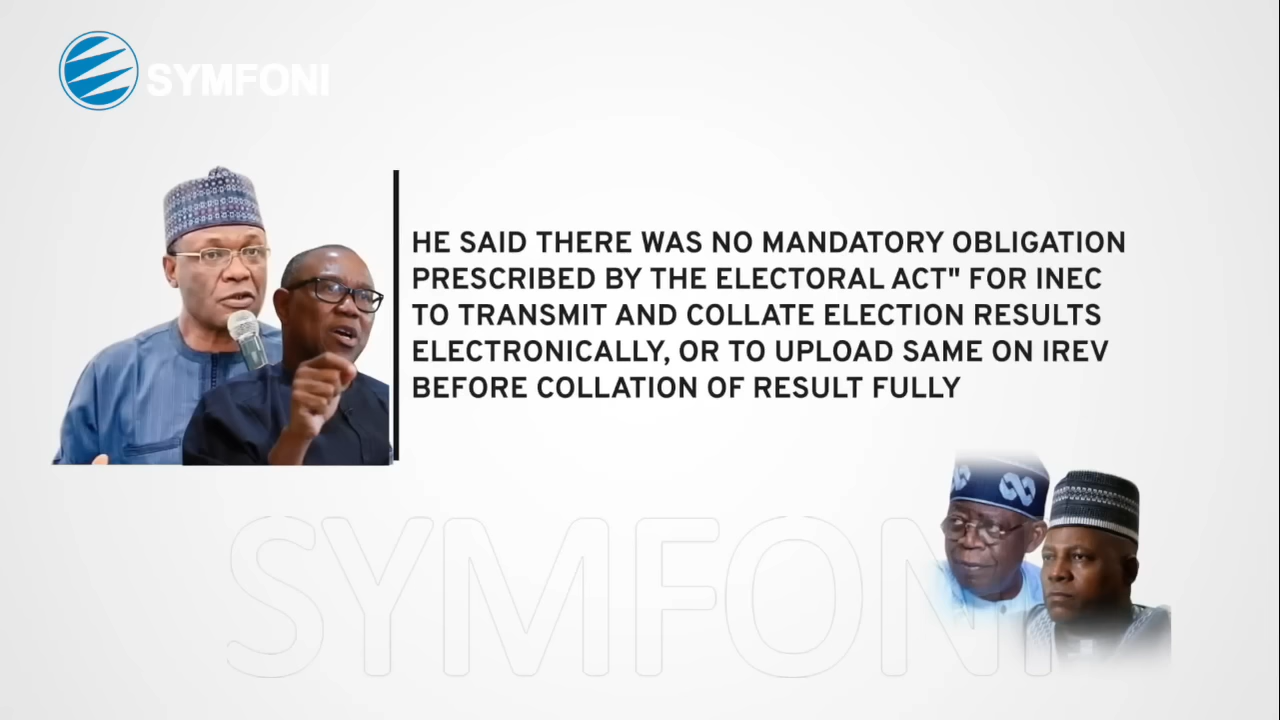 SYMFONI
HE SAID THERE WAS NO MANDATORY OBLIGATION
PRESCRIBED BY THE ELECTORAL ACT" FOR INEC
TO TRANSMIT AND COLLATE ELECTION RESULTS
ELECTRONICALLY, OR TO UPLOAD SAME ON IREV
BEFORE COLLATION OF RESULT FULLY
SYMFONI